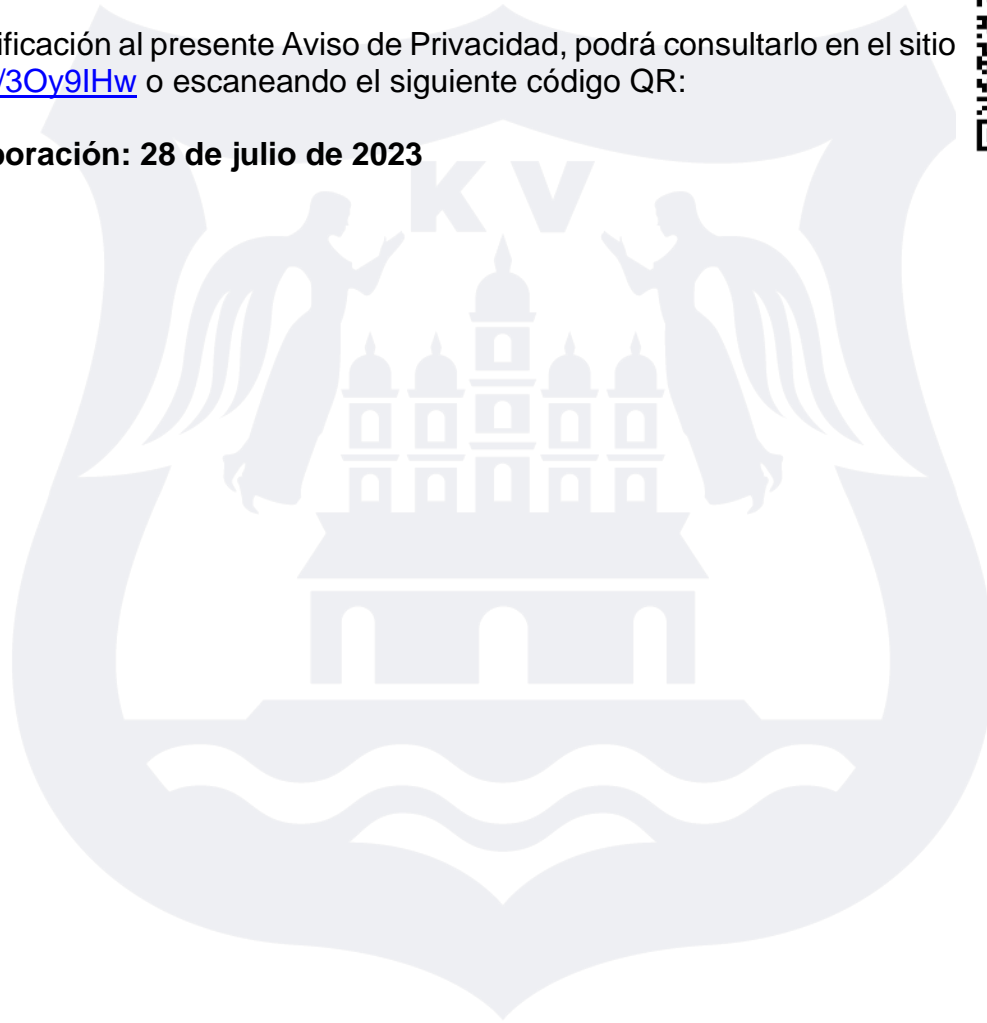 ificación al presente Aviso de Privacidad, podrá consultarlo en el sitio
/3Oy9IHw o escaneando el siguiente código QR:
boración: 28 de julio de 2023
KV